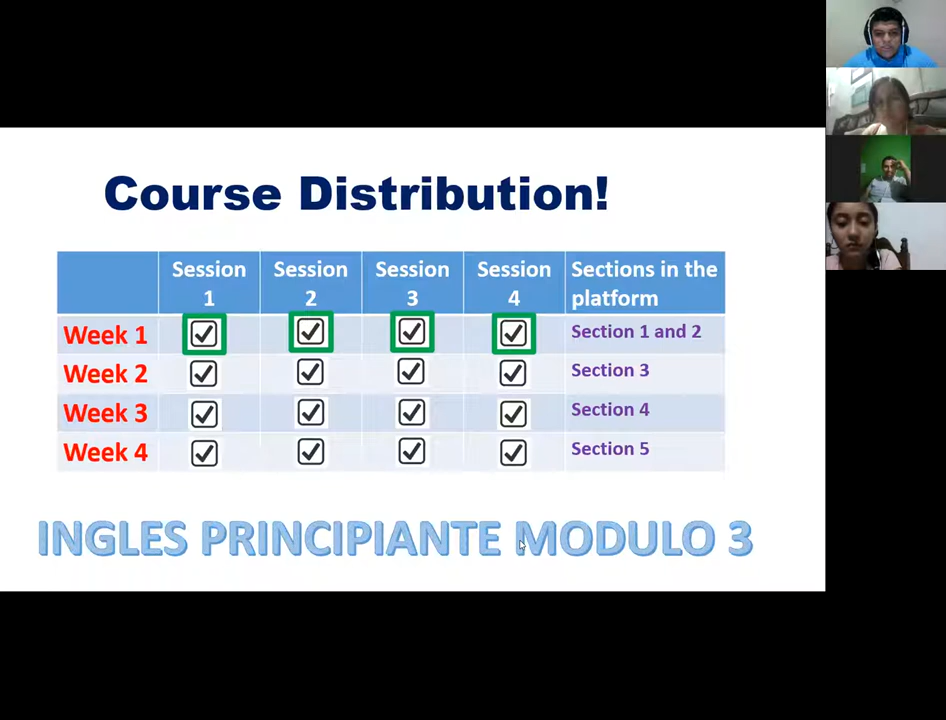 Course Distribution!
Session 1 Session 2 Session 3 Session 4 Sections in the platform
Week 1 Section 1 and 2
Week 2 Section 3
Week 3 Section 4
Week 4 Section 5
INGLES PRINCIPIANTE MODULO 3